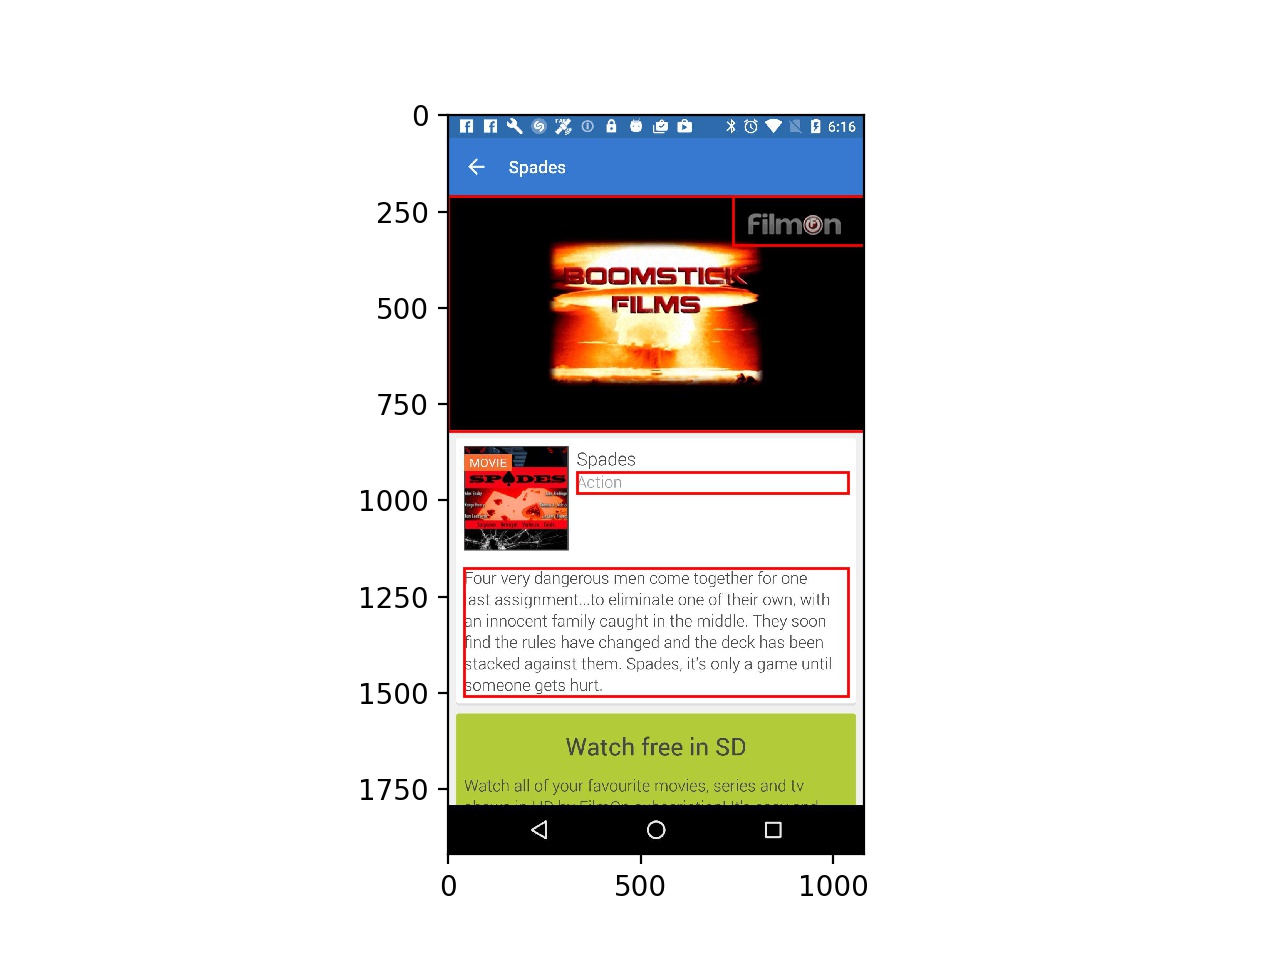 0
6:16
Spades
250
FilmOn
BOOMSTICK
500
FILMS
750
MOVIE
Spades
SPADES
Action
1000
Four very dangerous men come together for one
1250
last assignment...to eliminate one of their own, with
an innocent family caught in the middle. They soon
find the rules have changed and the deck has been
stacked against them. Spades, it's only a game until
1500
someone gets hurt.
Watch free in SD
1750
Watch all of your favourite movies, series and tv
0
500
1000